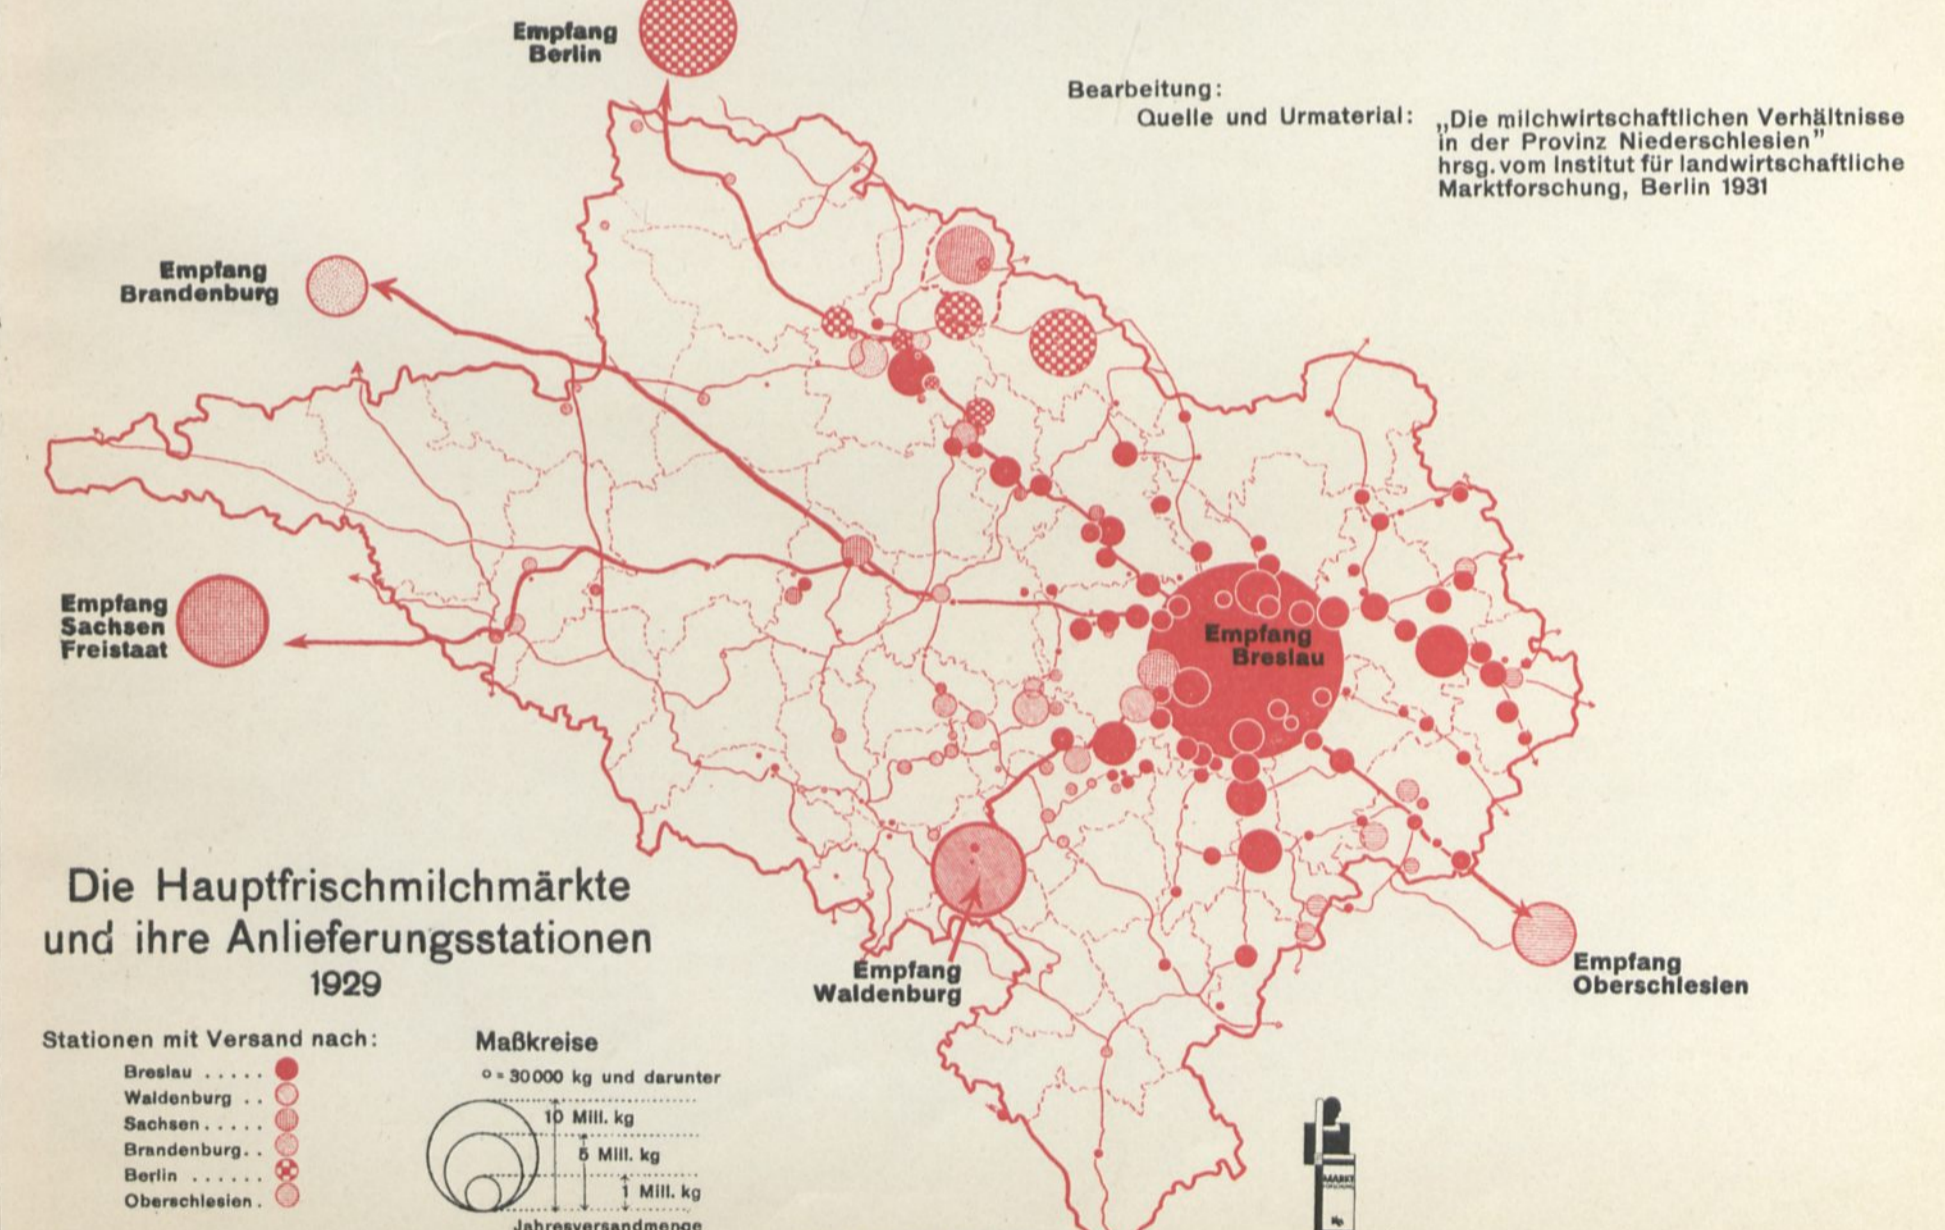 Empfang
Berlin
Bearbeitung:
Quelle und Urmaterial: „Die milchwirtschaftlichen Verhältnisse
in der Provinz Niederschlesien”
hrsg. vom Institut für landwirtschaftliche
Marktforschung, Berlin 1931
Empfang
Brandenburg
Empfang
Sachsen
Freistaat
Empfang
Breslau
Empfang
Waldenburg
Empfang
Oberschlesien
Die Hauptfrischmilchmärkte
und ihre Anlieferungsstationen
1929
Stationen mit Versand nach:
Breslau .....
Waldenburg ..
Sachsen.....
Brandenburg..
Berlin ......
Oberschlesien.
Maßkreise
o = 30000 kg und darunter
10 Mill. kg
5 Mill. kg
1 Mill. kg
Jahresversandmenge